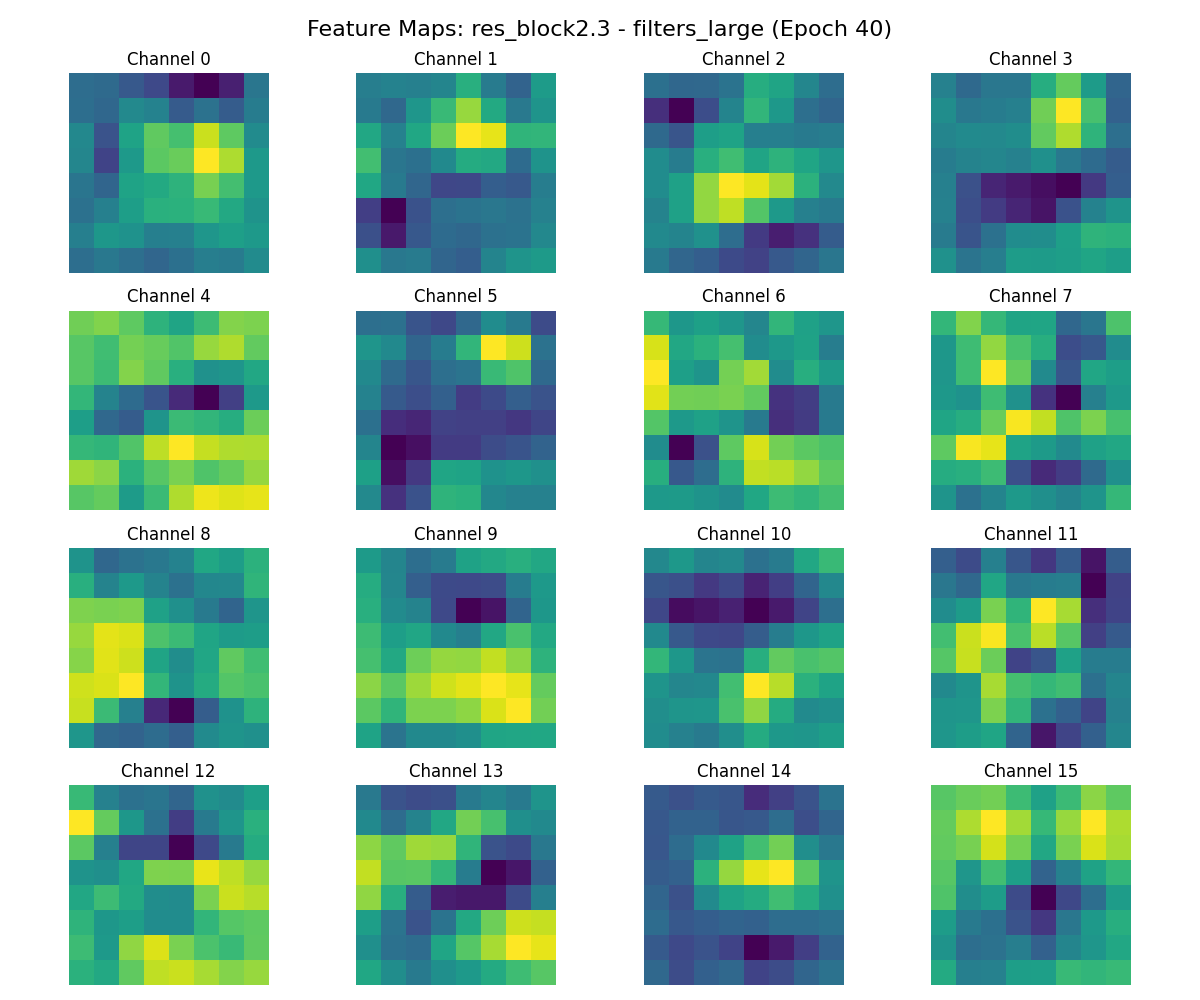 Feature Maps: res_block2.3 - filters_large (Epoch 40)
Channel 0
Channel 1
Channel 2
Channel 3
Channel 4
Channel 5
Channel 6
Channel 7
Channel 8
Channel 9
Channel 10
Channel 11
Channel 12
Channel 13
Channel 14
Channel 15